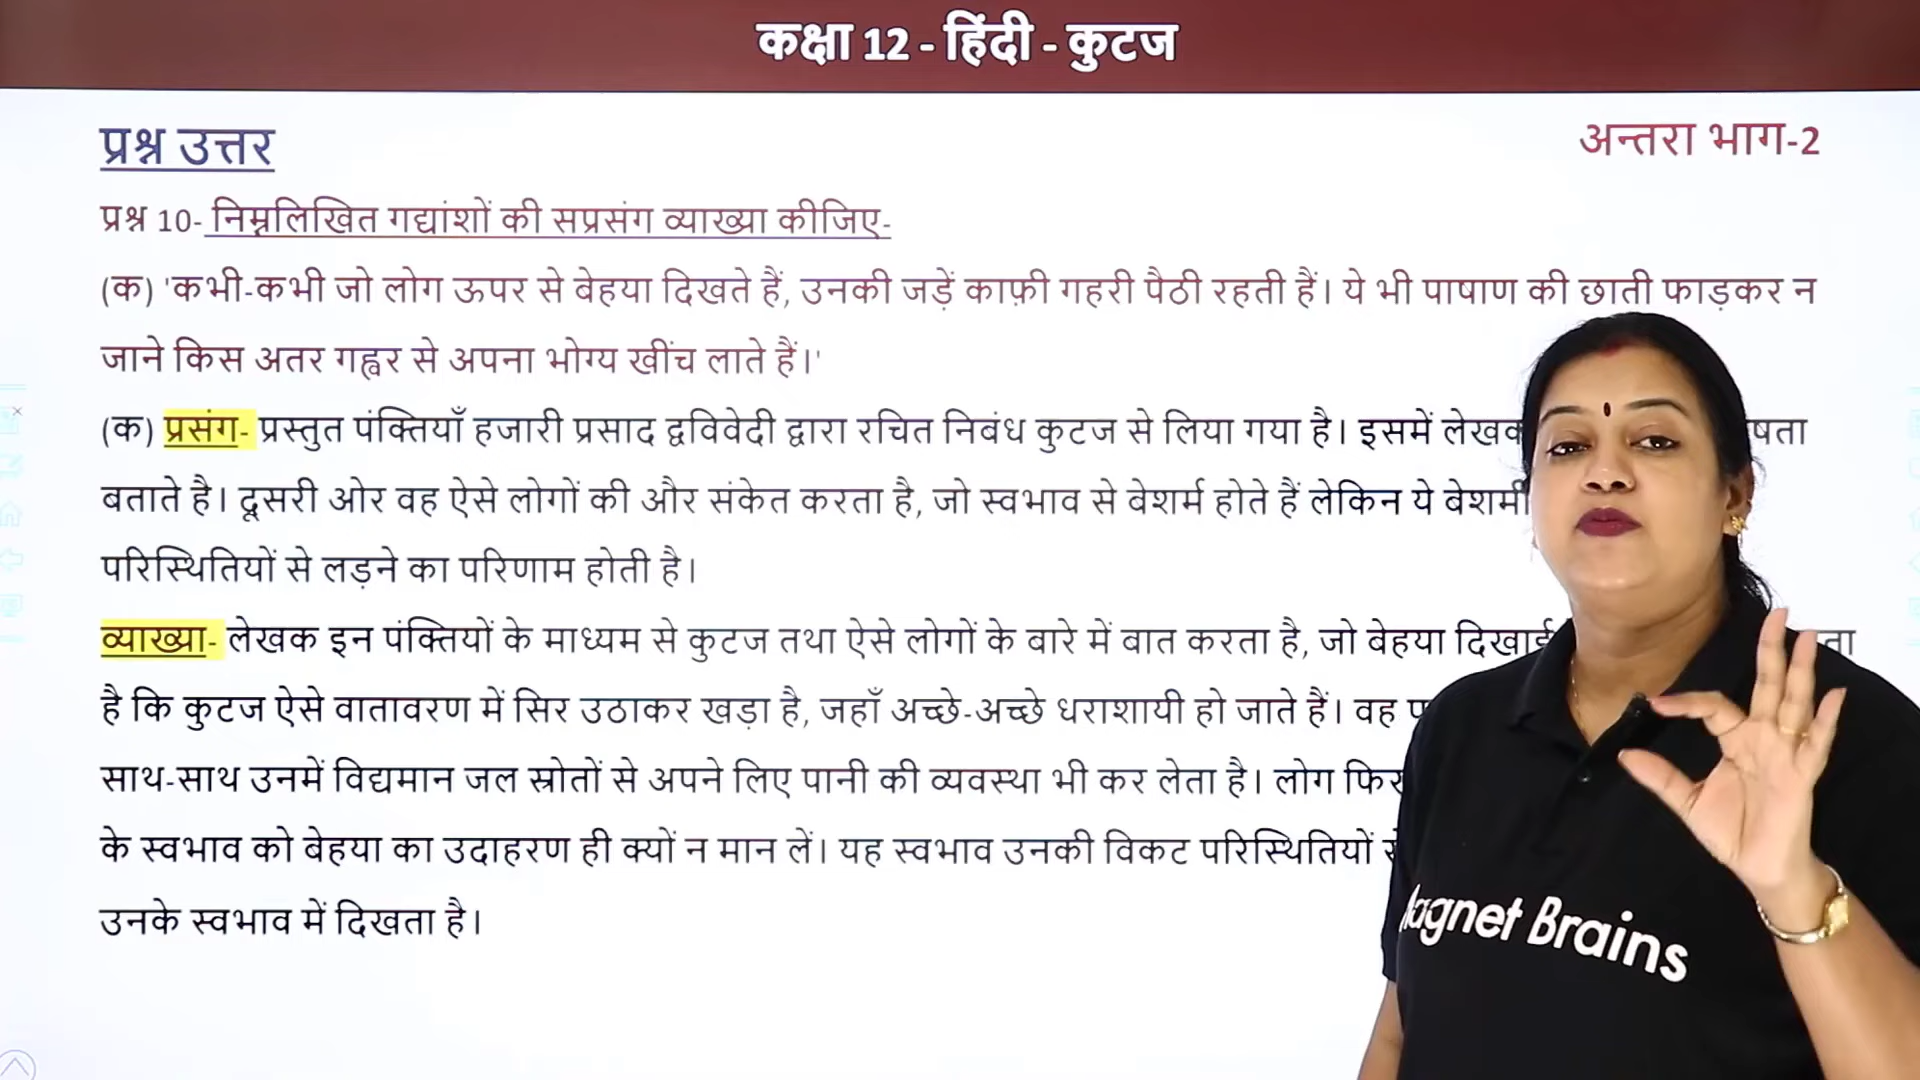 कक्षा 12 - हिंदी - कुटज
प्रश्न उत्तर
अन्तरा भाग-2
प्रश्न 10- निम्नलिखित गद्यांशों की सप्रसंग व्याख्या कीजिए-
(क) 'कभी-कभी जो लोग ऊपर से बेहया दिखते हैं, उनकी जड़ें काफ़ी गहरी पैठी रहती हैं। ये भी पाषाण की छाती फाड़कर न
जाने किस अतर गह्वर से अपना भोग्य खींच लाते हैं।'
(क) प्रसंग- प्रस्तुत पंक्तियाँ हजारी प्रसाद द्वविवेदी द्वारा रचित निबंध कुटज से लिया गया है। इसमें
बताते है। दूसरी ओर वह ऐसे लोगों की और संकेत करता है, जो स्वभाव से बेशर्म होते हैं लेकिन ये बेशर्मी
परिस्थितियों से लड़ने का परिणाम होती है।
व्याख्या- लेखक इन पंक्तियों के माध्यम से कुटज तथा ऐसे लोगों के बारे में बात करता है, जो बेहया
है कि कुटज ऐसे वातावरण में सिर उठाकर खड़ा है, जहाँ अच्छे-अच्छे धराशायी हो जाते हैं। वह
साथ-साथ उनमें विद्यमान जल स्रोतों से अपने लिए पानी की व्यवस्था भी कर लेता है। लोग
के स्वभाव को बेहया का उदाहरण ही क्यों न मान लें। यह स्वभाव उनकी विकट परिस्थितियों
उनके स्वभाव में दिखता है।
Magnet Brains